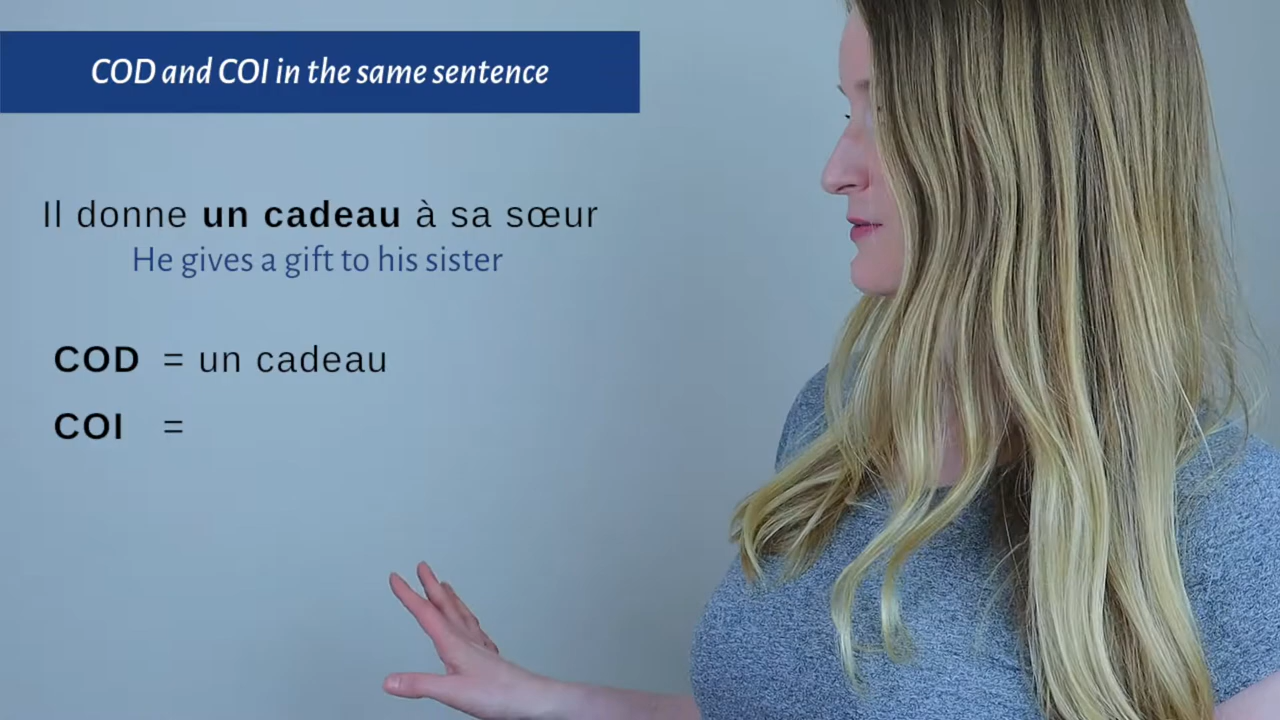 COD and COI in the same sentence
Il donne un cadeau à sa sœur
He gives a gift to his sister
COD = un cadeau
COI =